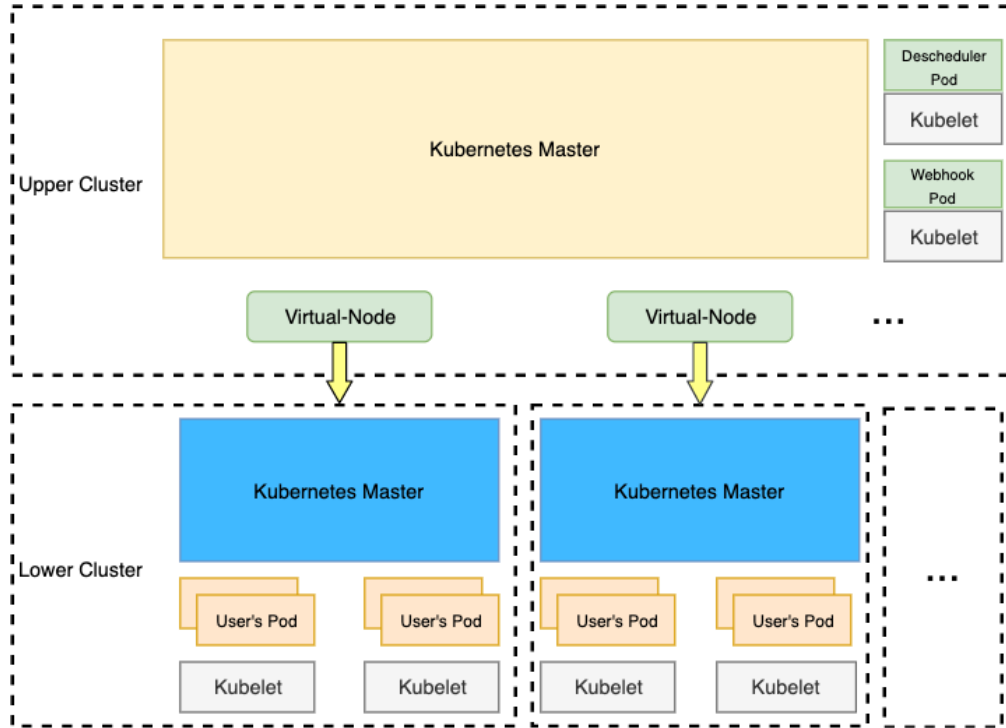 Descheduler
Pod
Kubelet
Kubernetes Master
Upper Cluster
Webhook
Pod
Kubelet
Virtual-Node
Virtual-Node
...
Kubernetes Master
Kubernetes Master
Lower Cluster
...
User's Pod
User's Pod
User's Pod
User's Pod
Kubelet
Kubelet
Kubelet
Kubelet